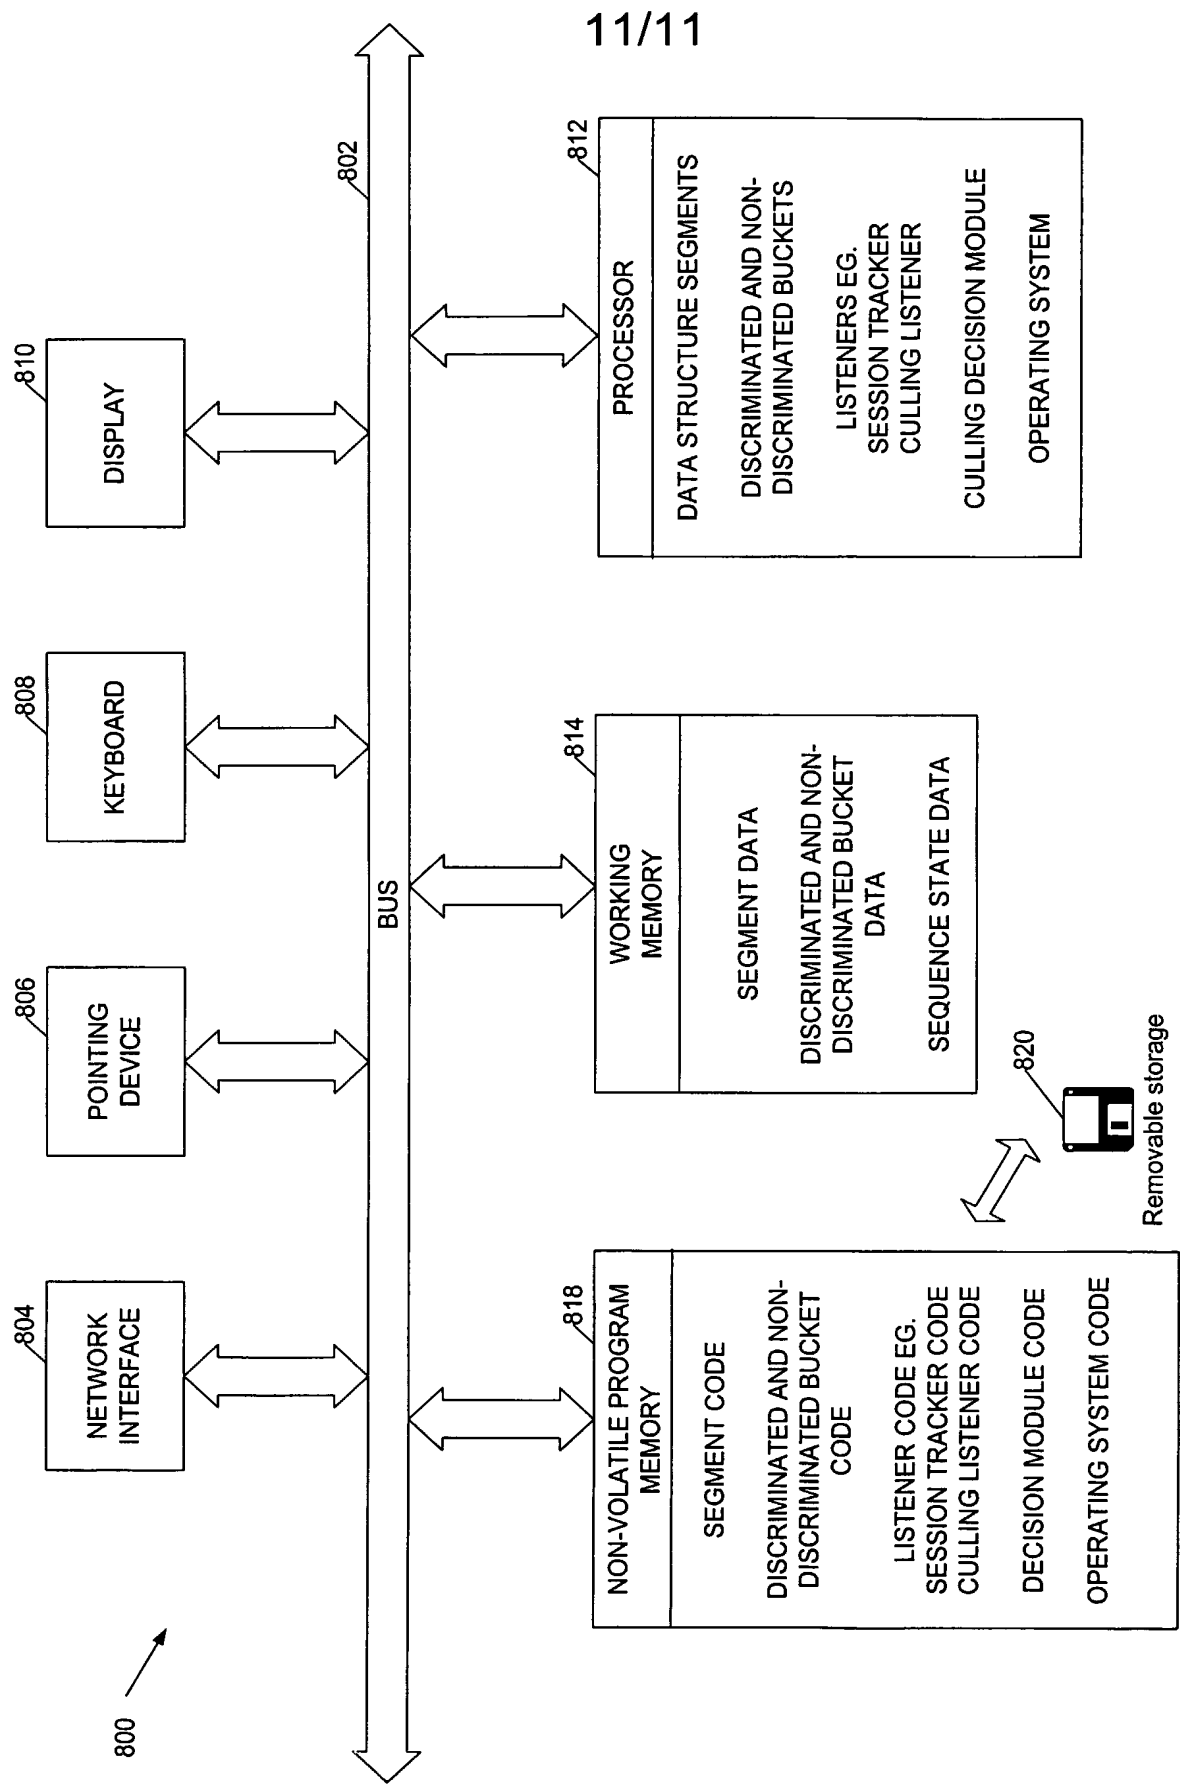 11/11
804
NETWORK
INTERFACE
806
POINTING
DEVICE
808
KEYBOARD
810
DISPLAY
802
BUS
818
NON-VOLATILE PROGRAM
MEMORY
SEGMENT CODE
DISCRIMINATED AND NON-
DISCRIMINATED BUCKET
CODE
LISTENER CODE EG.
SESSION TRACKER CODE
CULLING LISTENER CODE
DECISION MODULE CODE
OPERATING SYSTEM CODE
814
WORKING
MEMORY
SEGMENT DATA
DISCRIMINATED AND NON-
DISCRIMINATED BUCKET
DATA
SEQUENCE STATE DATA
812
PROCESSOR
DATA STRUCTURE SEGMENTS
DISCRIMINATED AND NON-
DISCRIMINATED BUCKETS
LISTENERS EG.
SESSION TRACKER
CULLING LISTENER
CULLING DECISION MODULE
OPERATING SYSTEM
820
Removable storage
800